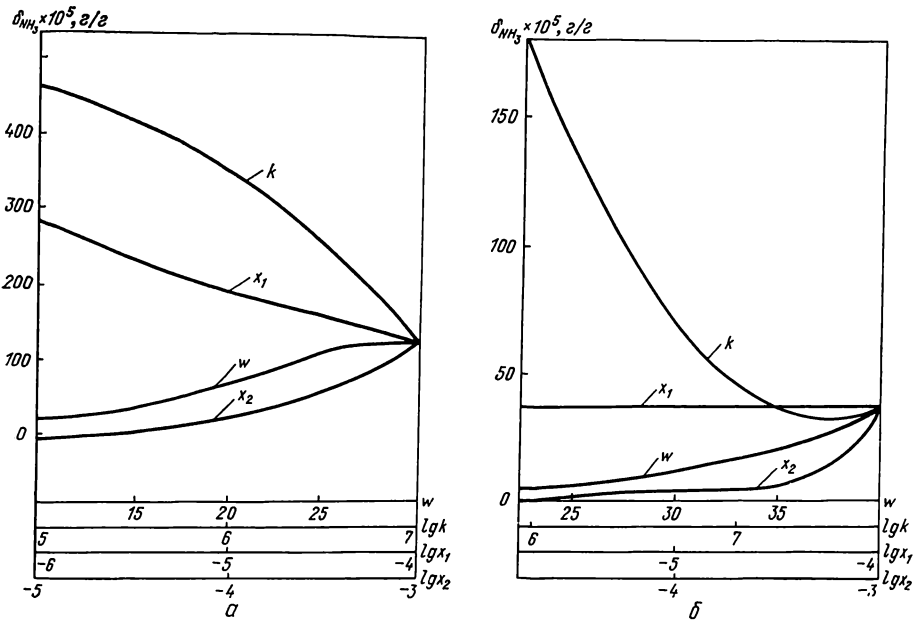 δNH₃ × 10⁵, г/г
400
300
200
100
0
k
x₁
w
x₂
15 20 25 w
5 6 7 lgk
-6 -5 -4 lgx₁
-5 -4 -3 lgx₂
а
δNH₃ × 10⁵, г/г
150
100
50
0
k
x₁
w
x₂
25 30 35 w
6 7 lgk
-5 -4 lgx₁
-4 -3 lgx₂
б